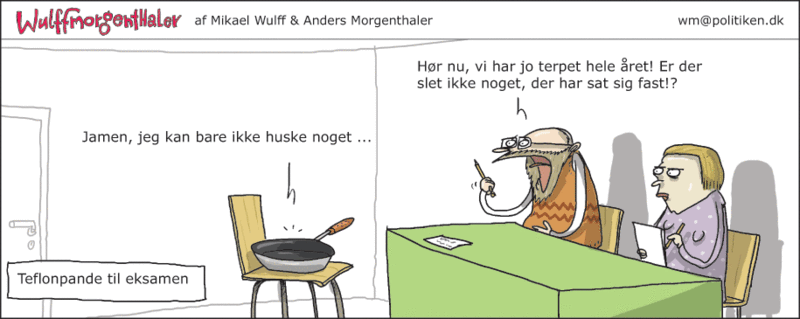 Wulffmorgenthaler af Mikael Wulff & Anders Morgenthaler wm@politiken.dk
Hør nu, vi har jo terpet hele året! Er der
slet ikke noget, der har sat sig fast!?
Jamen, jeg kan bare ikke huske noget ...
Teflonpande til eksamen